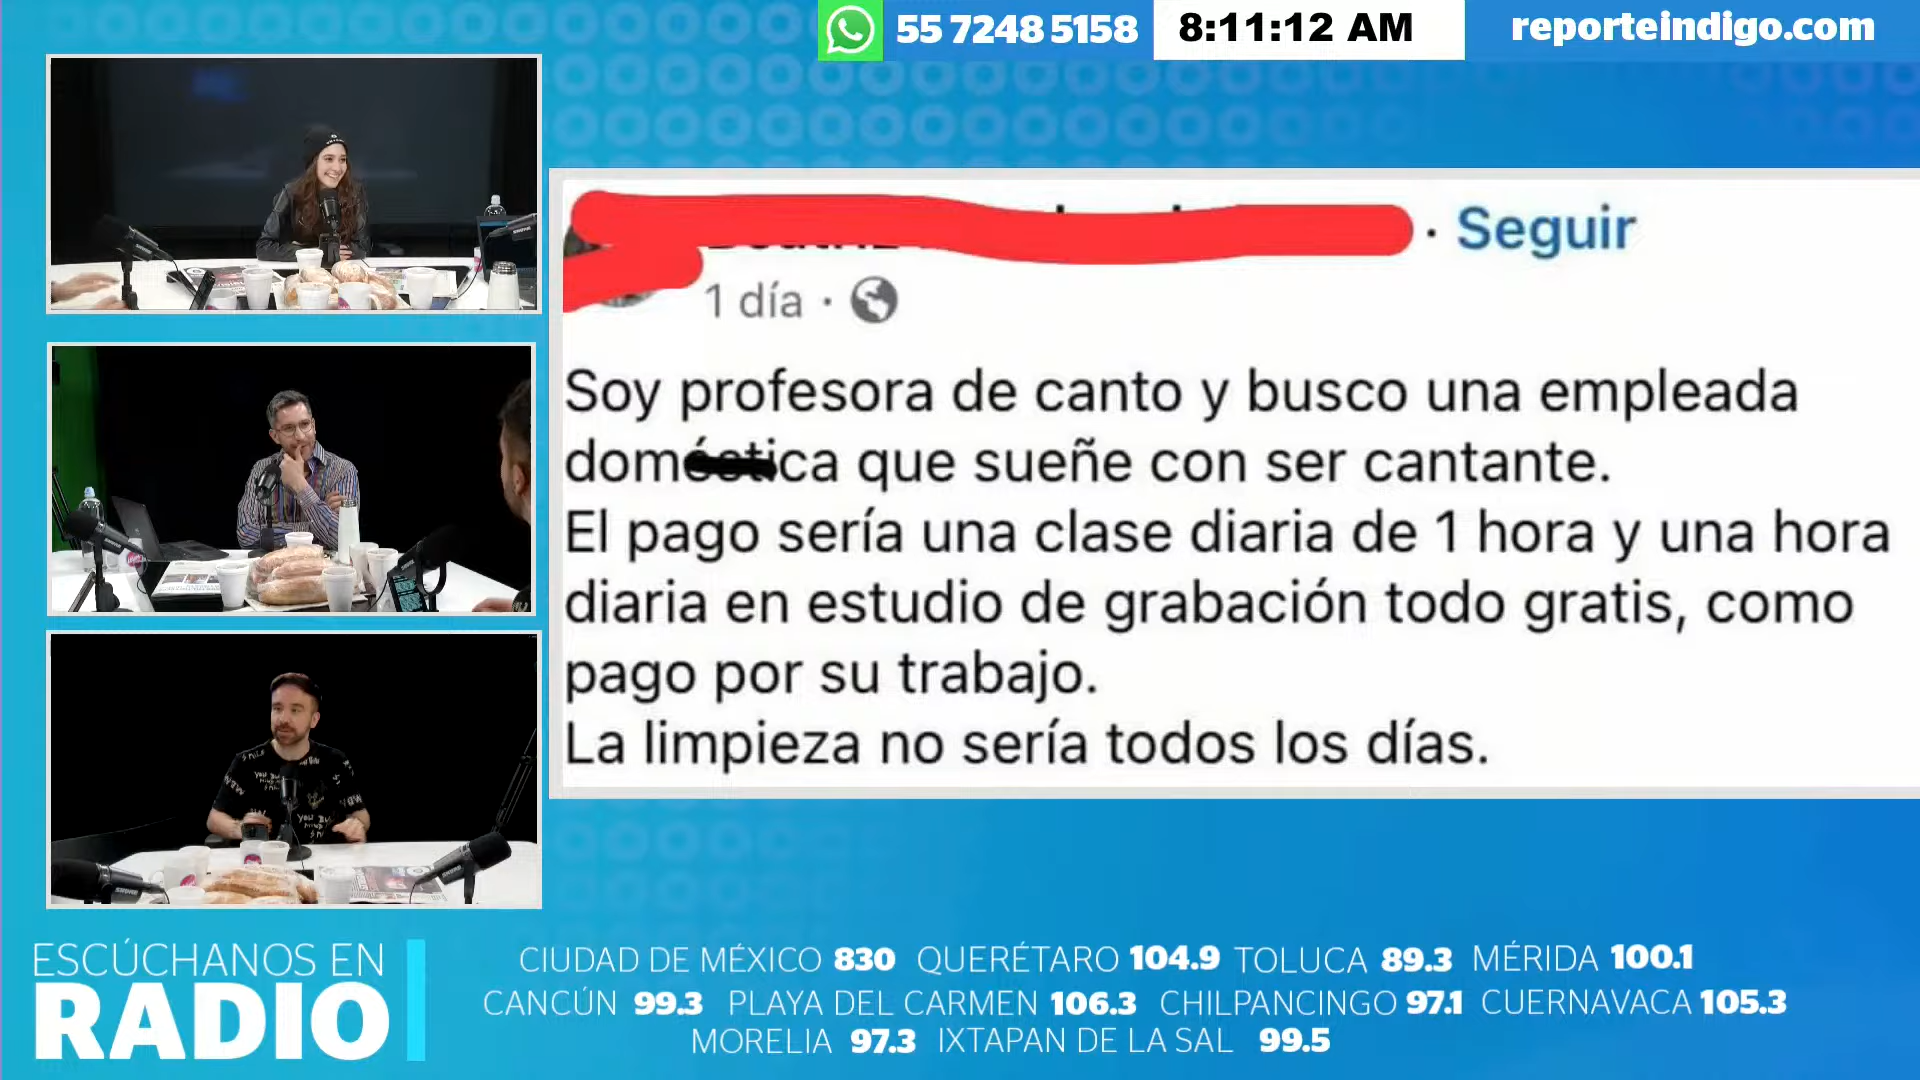 55 7248 5158
8:11:12 AM
reporteindigo.com
· Seguir
1 día ·
Soy profesora de canto y busco una empleada
doméstica que sueñe con ser cantante.
El pago sería una clase diaria de 1 hora y una hora
diaria en estudio de grabación todo gratis, como
pago por su trabajo.
La limpieza no sería todos los días.
ESCÚCHANOS EN
RADIO
CIUDAD DE MÉXICO 830 QUERÉTARO 104.9 TOLUCA 89.3 MÉRIDA 100.1
CANCÚN 99.3 PLAYA DEL CARMEN 106.3 CHILPANCINGO 97.1 CUERNAVACA 105.3
MORELIA 97.3 IXTAPAN DE LA SAL 99.5